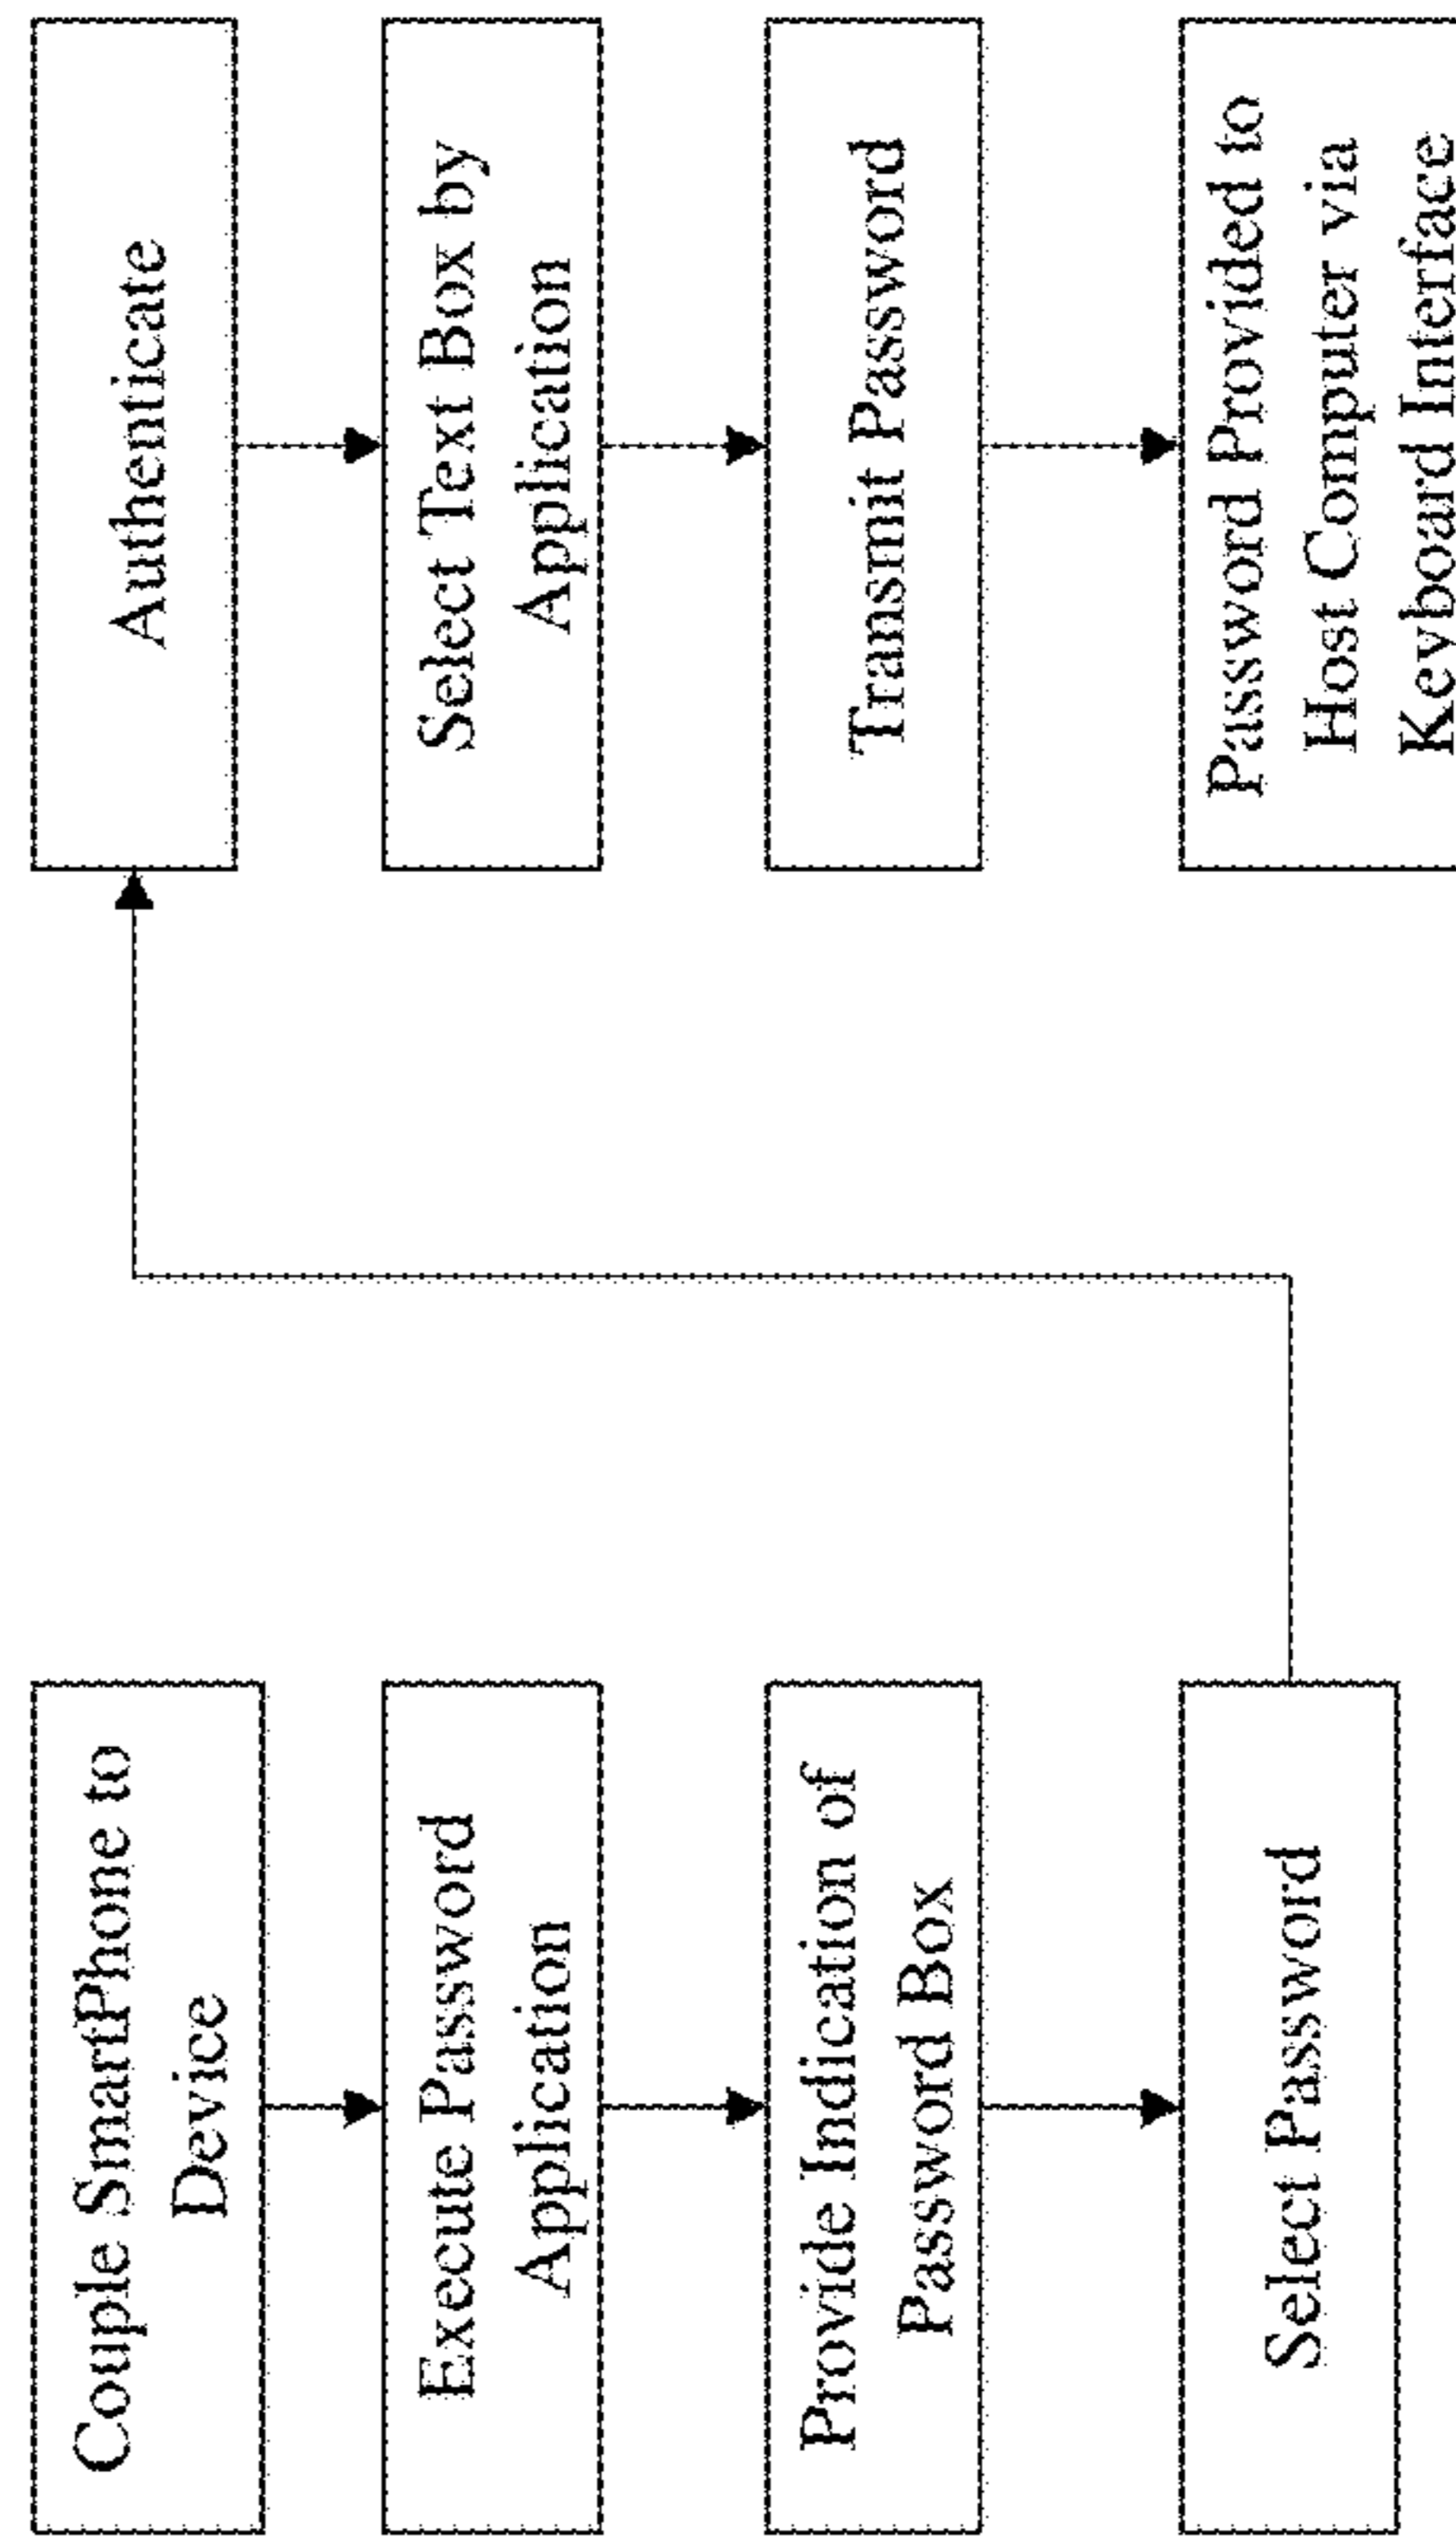 Couple SmartPhone to
Device
Execute Password
Application
Provide Indication of
Password Box
Select Password
Authenticate
Select Text Box by
Application
Transmit Password
Password Provided to
Host Computer via
Keyboard Interface